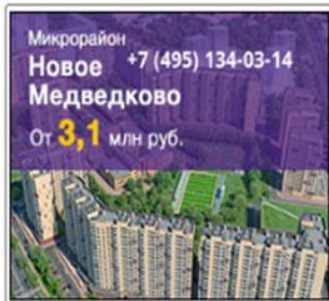 Микрорайон
Новое +7 (495) 134-03-14
Медведково
От 3,1 млн руб.